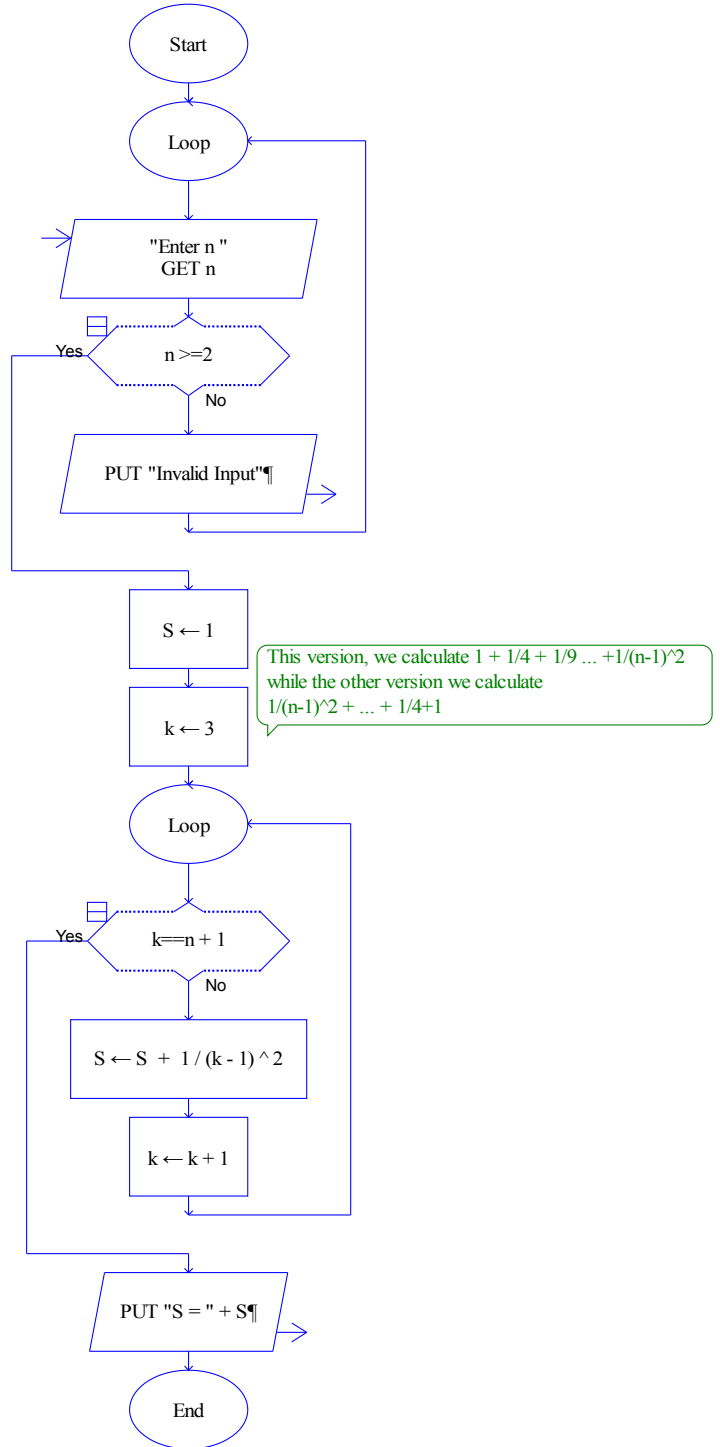 Start
Loop
"Enter n "
GET n
n >=2
Yes
No
PUT "Invalid Input"¶
S ← 1
This version, we calculate 1 + 1/4 + 1/9 ... +1/(n-1)^2
while the other version we calculate
1/(n-1)^2 + ... + 1/4+1
k ← 3
Loop
k==n + 1
Yes
No
S ← S + 1 / (k - 1) ^ 2
k ← k + 1
PUT "S = " + S¶
End